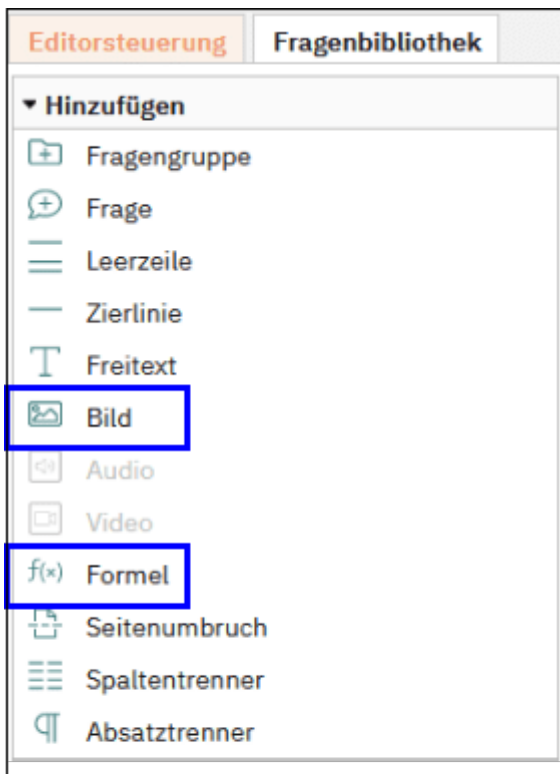 Editorsteuerung Fragenbibliothek
Hinzufügen
Fragengruppe
Frage
Leerzeile
Zierlinie
Freitext
Bild
Audio
Video
f(x) Formel
Seitenumbruch
Spaltentrenner
Absatztrenner